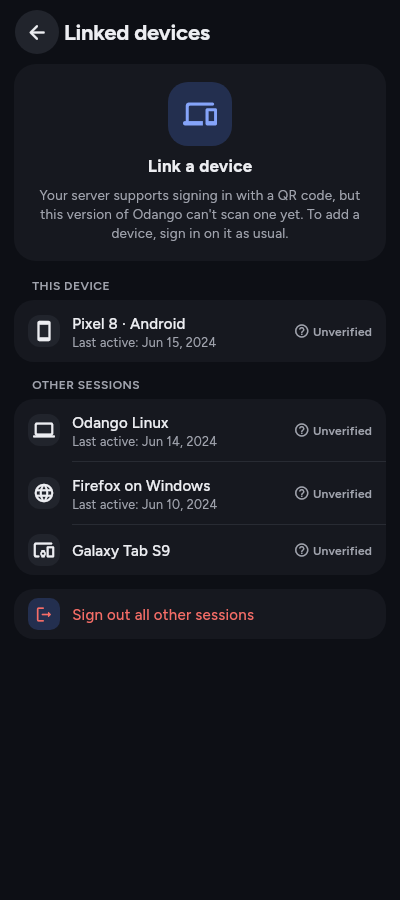 Linked devices
Link a device
Your server supports signing in with a QR code, but
this version of Odango can't scan one yet. To add a
device, sign in on it as usual.
THIS DEVICE
Pixel 8 · Android
Last active: Jun 15, 2024
Unverified
OTHER SESSIONS
Odango Linux
Last active: Jun 14, 2024
Unverified
Firefox on Windows
Last active: Jun 10, 2024
Unverified
Galaxy Tab S9
Unverified
Sign out all other sessions